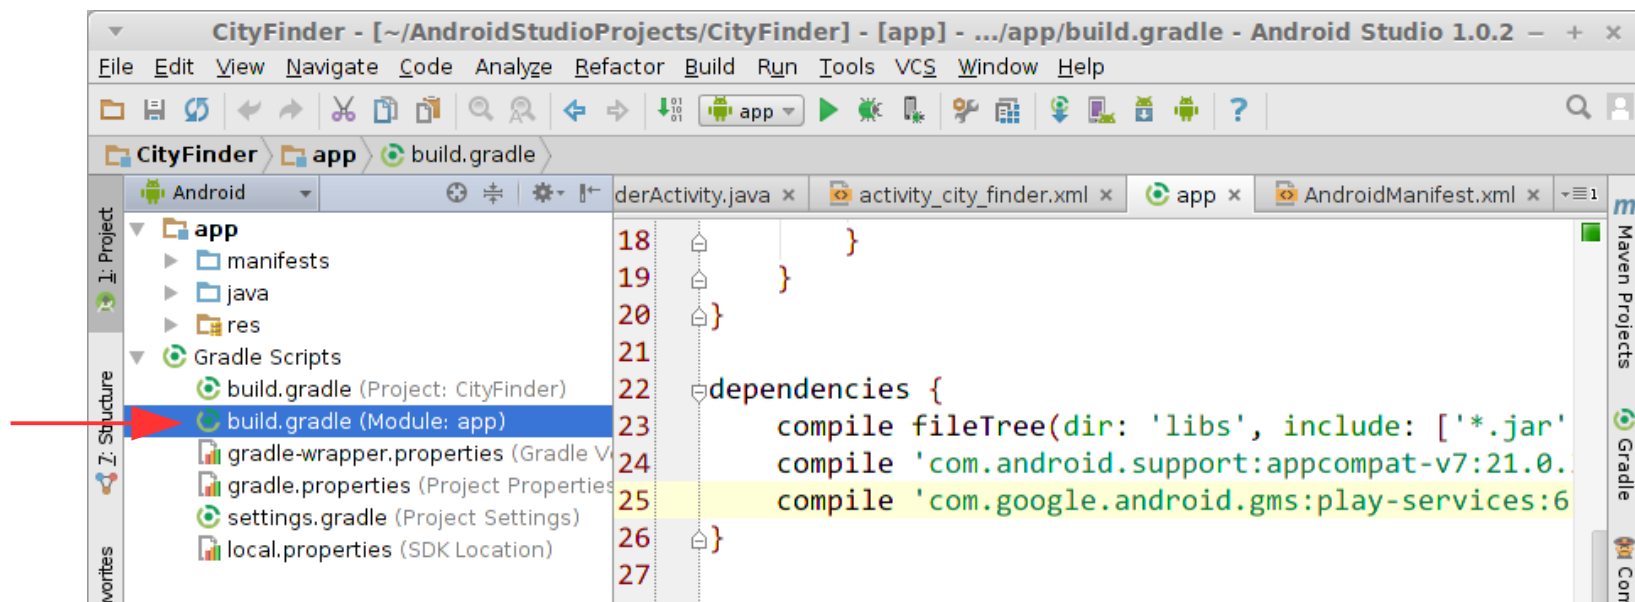 CityFinder - [~/AndroidStudioProjects/CityFinder] - [app] - .../app/build.gradle - Android Studio 1.0.2
File Edit View Navigate Code Analyze Refactor Build Run Tools VCS Window Help
app
CityFinder app build.gradle
1: Project
7: Structure
Android
app
manifests
java
res
Gradle Scripts
build.gradle (Project: CityFinder)
build.gradle (Module: app)
gradle-wrapper.properties (Gradle V
gradle.properties (Project Properties
settings.gradle (Project Settings)
local.properties (SDK Location)
derActivity.java activity_city_finder.xml app AndroidManifest.xml 1
18 }
19 }
20 }
21
22 dependencies {
23 compile fileTree(dir: 'libs', include: ['*.jar'
24 compile 'com.android.support:appcompat-v7:21.0.
25 compile 'com.google.android.gms:play-services:6
26 }
27
m Maven Projects
Gradle